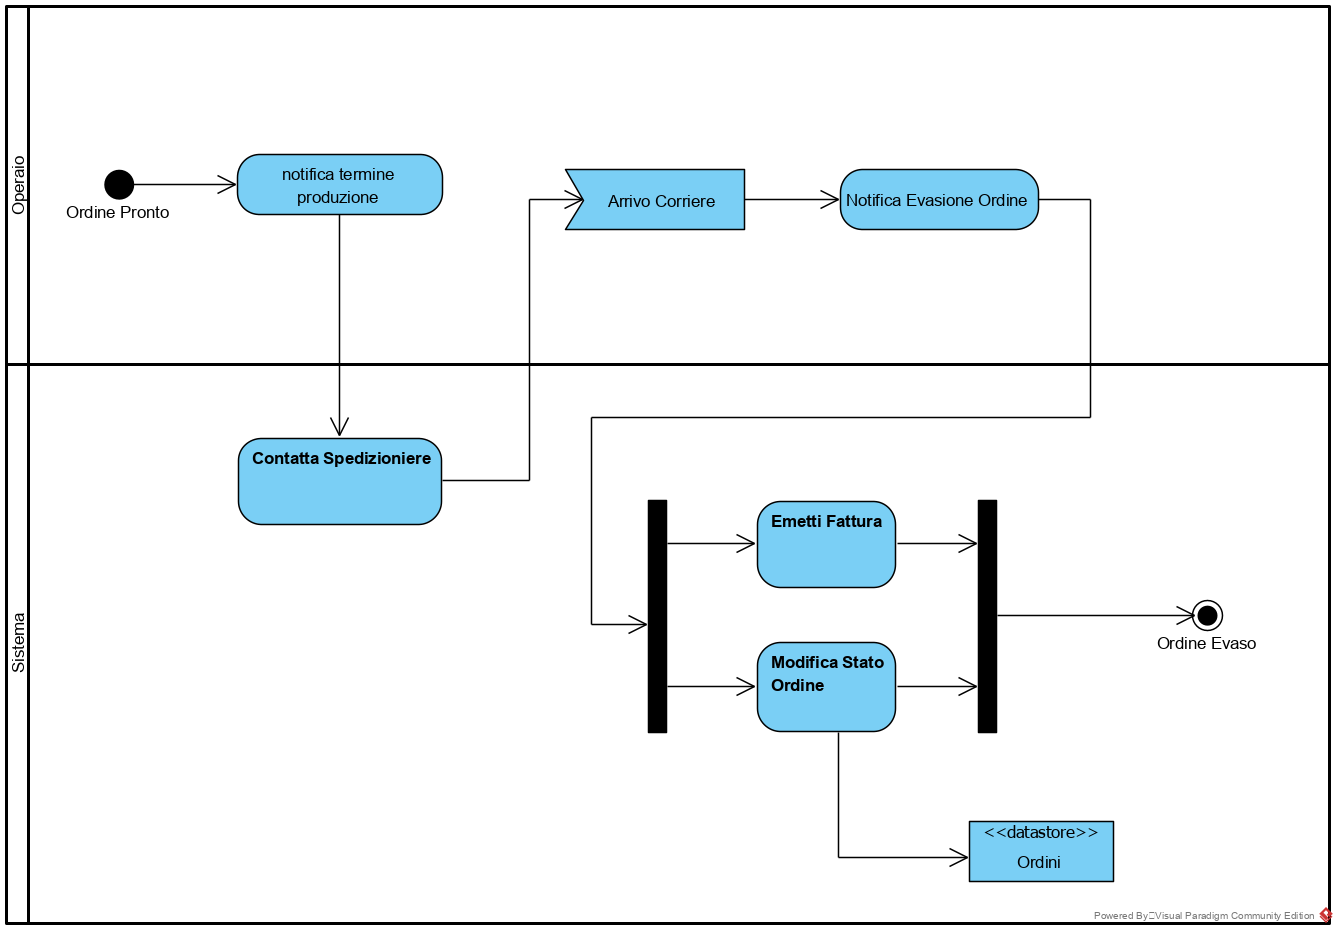 Operaio
Ordine Pronto
notifica termine
produzione
Arrivo Corriere
Notifica Evasione Ordine
Sistema
Contatta Spedizioniere
Emetti Fattura
Modifica Stato
Ordine
Ordine Evaso
<<datastore>>
Ordini
Powered By Visual Paradigm Community Edition